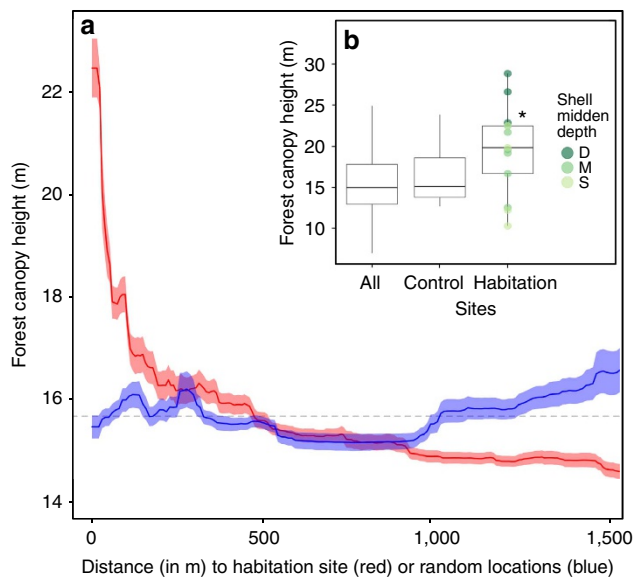 a
Forest canopy height (m)
22
20
18
16
14
0
500
1,000
1,500
Distance (in m) to habitation site (red) or random locations (blue)
b
Forest canopy height (m)
30
25
20
15
10
*
All
Control
Habitation
Sites
Shell
midden
depth
D
M
S